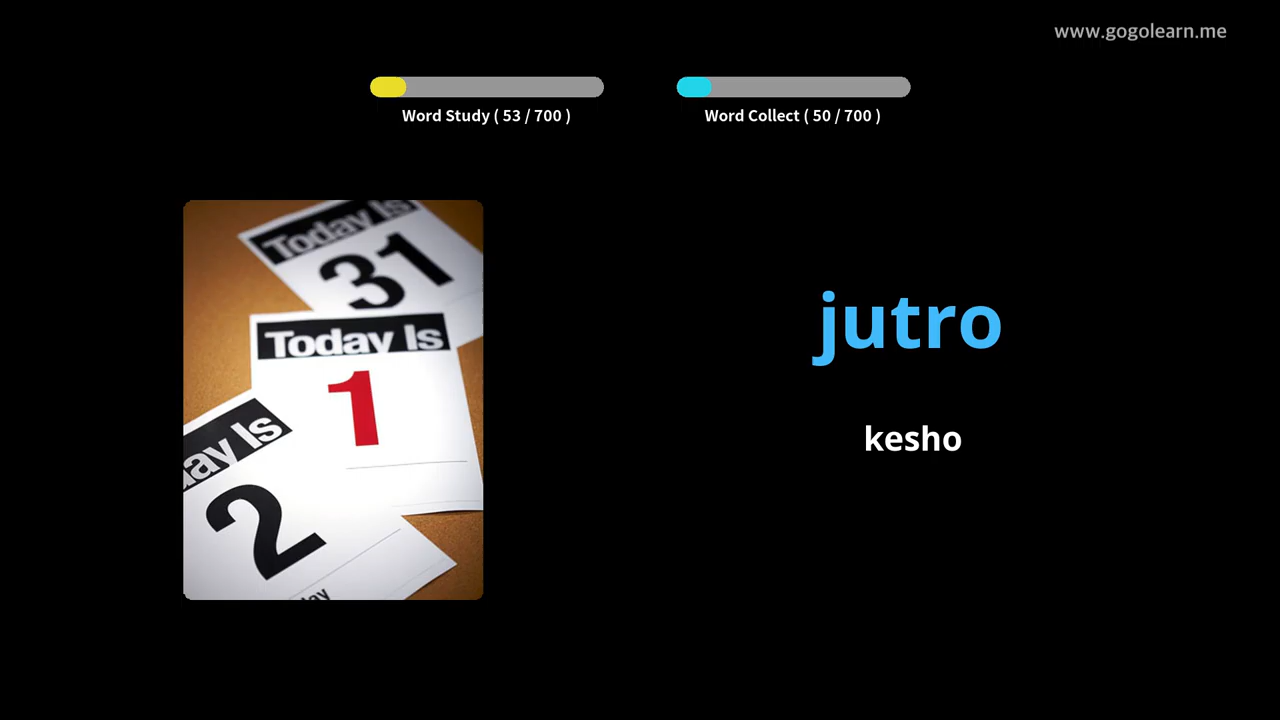 www.gogolearn.me
Word Study ( 53 / 700 )
Word Collect ( 50 / 700 )
Today Is
31
Today Is
1
ay Is
2
ay
jutro
kesho